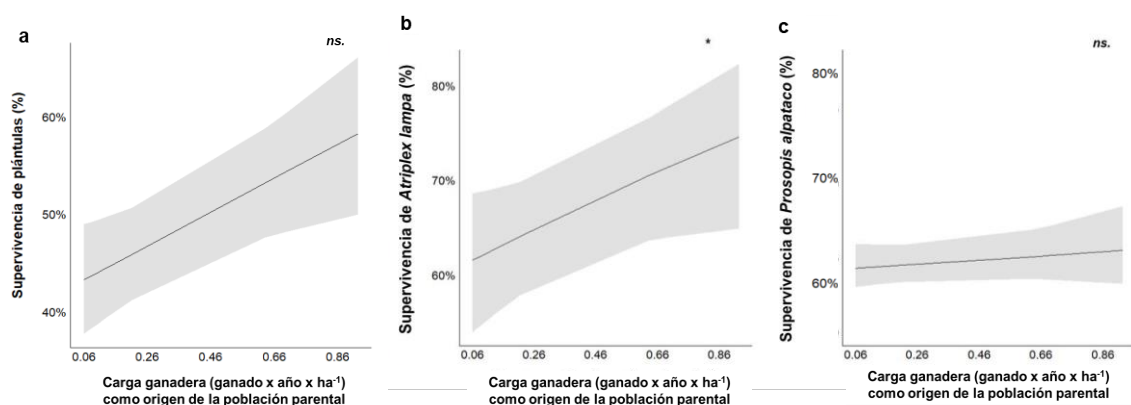 a
ns.
Supervivencia de plántulas (%)
60%
50%
40%
0.06 0.26 0.46 0.66 0.86
Carga ganadera (ganado x año x ha⁻¹)
como origen de la población parental
b
*
Supervivencia de Atriplex lampa (%)
80%
70%
60%
0.06 0.26 0.46 0.66 0.86
Carga ganadera (ganado x año x ha⁻¹)
como origen de la población parental
c
ns.
Supervivencia de Prosopis alpataco (%)
80%
70%
60%
0.06 0.26 0.46 0.66 0.86
Carga ganadera (ganado x año x ha⁻¹)
como origen de la población parental